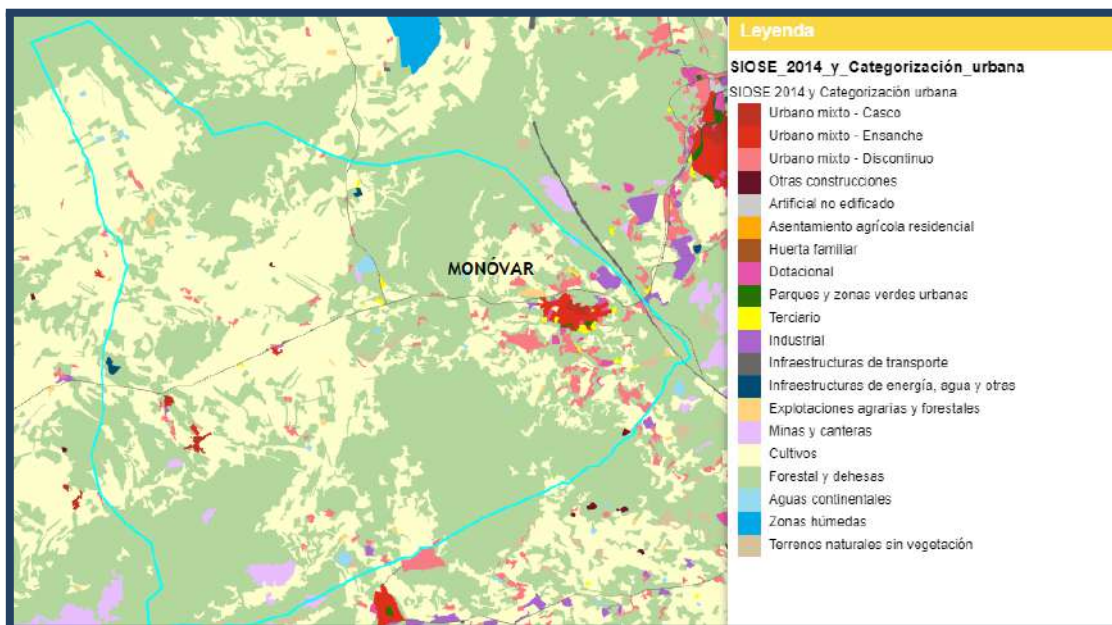 MONÓVAR
Leyenda
SIOSE_2014_y_Categorización_urbana
SIOSE 2014 y Categorización urbana
Urbano mixto - Casco
Urbano mixto - Ensanche
Urbano mixto - Discontinuo
Otras construcciones
Artificial no edificado
Asentamiento agrícola residencial
Huerta familiar
Dotacional
Parques y zonas verdes urbanas
Terciario
Industrial
Infraestructuras de transporte
Infraestructuras de energía, agua y otras
Explotaciones agrarias y forestales
Minas y canteras
Cultivos
Forestal y dehesas
Aguas continentales
Zonas húmedas
Terrenos naturales sin vegetación